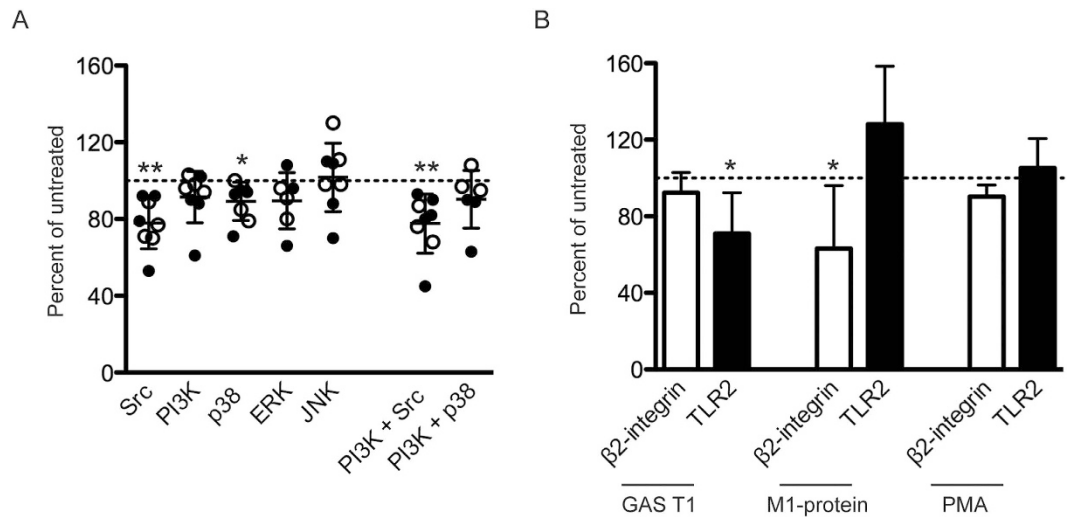 A
Percent of untreated
160
120
80
40
0
**
*
**
Src
PI3K
p38
ERK
JNK
PI3K + Src
PI3K + p38
B
Percent of untreated
160
120
80
40
0
*
*
β2-integrin
TLR2
β2-integrin
TLR2
β2-integrin
TLR2
GAS T1
M1-protein
PMA